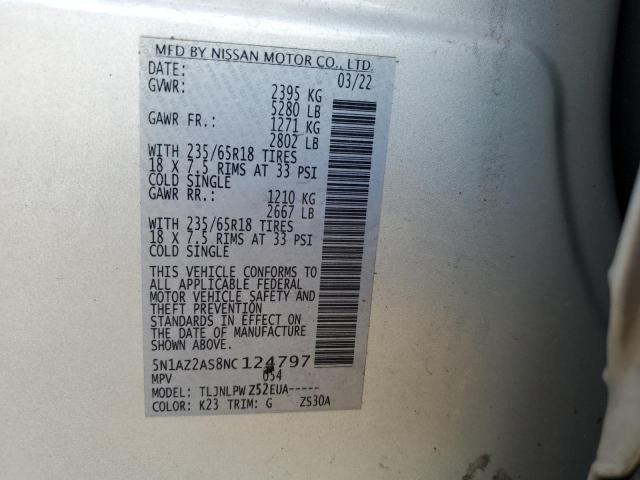 MFD BY NISSAN MOTOR CO., LTD.
DATE: 03/22
GVWR: 2395 KG
5280 LB
GAWR FR.: 1271 KG
2802 LB
WITH 235/65R18 TIRES
18 X 7.5 RIMS AT 33 PSI
COLD SINGLE
GAWR RR.: 1210 KG
2667 LB
WITH 235/65R18 TIRES
18 X 7.5 RIMS AT 33 PSI
COLD SINGLE
THIS VEHICLE CONFORMS TO
ALL APPLICABLE FEDERAL
MOTOR VEHICLE SAFETY AND
THEFT PREVENTION
STANDARDS IN EFFECT ON
THE DATE OF MANUFACTURE
SHOWN ABOVE.
5N1AZ2AS8NC124797
MPV 054
MODEL: TLJNLPW Z52EUA-----
COLOR: K23 TRIM: G ZS30A